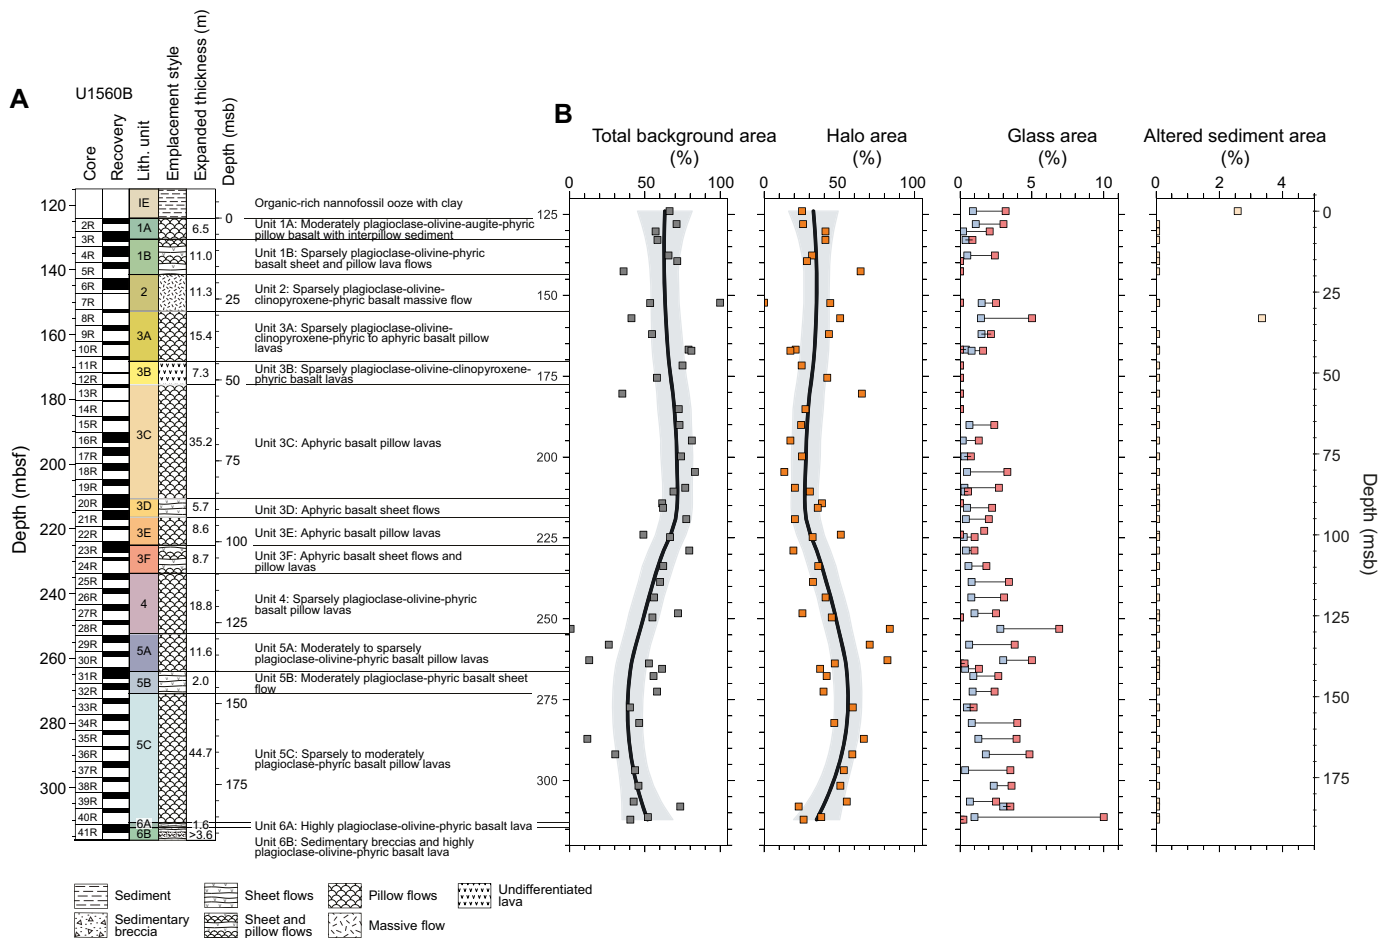 A
U1560B
Core
Recovery
Lith. unit
Emplacement style
Expanded thickness (m)
Depth (msb)
Depth (mbsf)
120
140
160
180
200
220
240
260
280
300
2R
3R
4R
5R
6R
7R
8R
9R
10R
11R
12R
13R
14R
15R
16R
17R
18R
19R
20R
21R
22R
23R
24R
25R
26R
27R
28R
29R
30R
31R
32R
33R
34R
35R
36R
37R
38R
39R
40R
41R
IE
1A
1B
2
3A
3B
3C
3D
3E
3F
4
5A
5B
5C
6A
6B
6.5
11.0
11.3
15.4
7.3
35.2
5.7
8.6
8.7
18.8
11.6
2.0
44.7
1.6
>3.6
0
25
50
75
100
125
150
175
Organic-rich nannofossil ooze with clay
Unit 1A: Moderately plagioclase-olivine-augite-phyric
pillow basalt with interpillow sediment
Unit 1B: Sparsely plagioclase-olivine-phyric
basalt sheet and pillow lava flows
Unit 2: Sparsely plagioclase-olivine-
clinopyroxene-phyric basalt massive flow
Unit 3A: Sparsely plagioclase-olivine-
clinopyroxene-phyric to aphyric basalt pillow
lavas
Unit 3B: Sparsely plagioclase-olivine-clinopyroxene-
phyric basalt lavas
Unit 3C: Aphyric basalt pillow lavas
Unit 3D: Aphyric basalt sheet flows
Unit 3E: Aphyric basalt pillow lavas
Unit 3F: Aphyric basalt sheet flows and
pillow lavas
Unit 4: Sparsely plagioclase-olivine-phyric
basalt pillow lavas
Unit 5A: Moderately to sparsely
plagioclase-olivine-phyric basalt pillow lavas
Unit 5B: Moderately plagioclase-phyric basalt sheet
flow
Unit 5C: Sparsely to moderately
plagioclase-phyric basalt pillow lavas
Unit 6A: Highly plagioclase-olivine-phyric basalt lava
Unit 6B: Sedimentary breccias and highly
plagioclase-olivine-phyric basalt lava
Sediment
Sheet flows
Pillow flows
Undifferentiated
lava
Sedimentary
breccia
Sheet and
pillow flows
Massive flow
B
Total background area
(%)
0 50 100
Halo area
(%)
0 50 100
Glass area
(%)
0 5 10
Altered sediment area
(%)
0 2 4
125
150
175
200
225
250
275
300
0
25
50
75
100
125
150
175
Depth (msb)